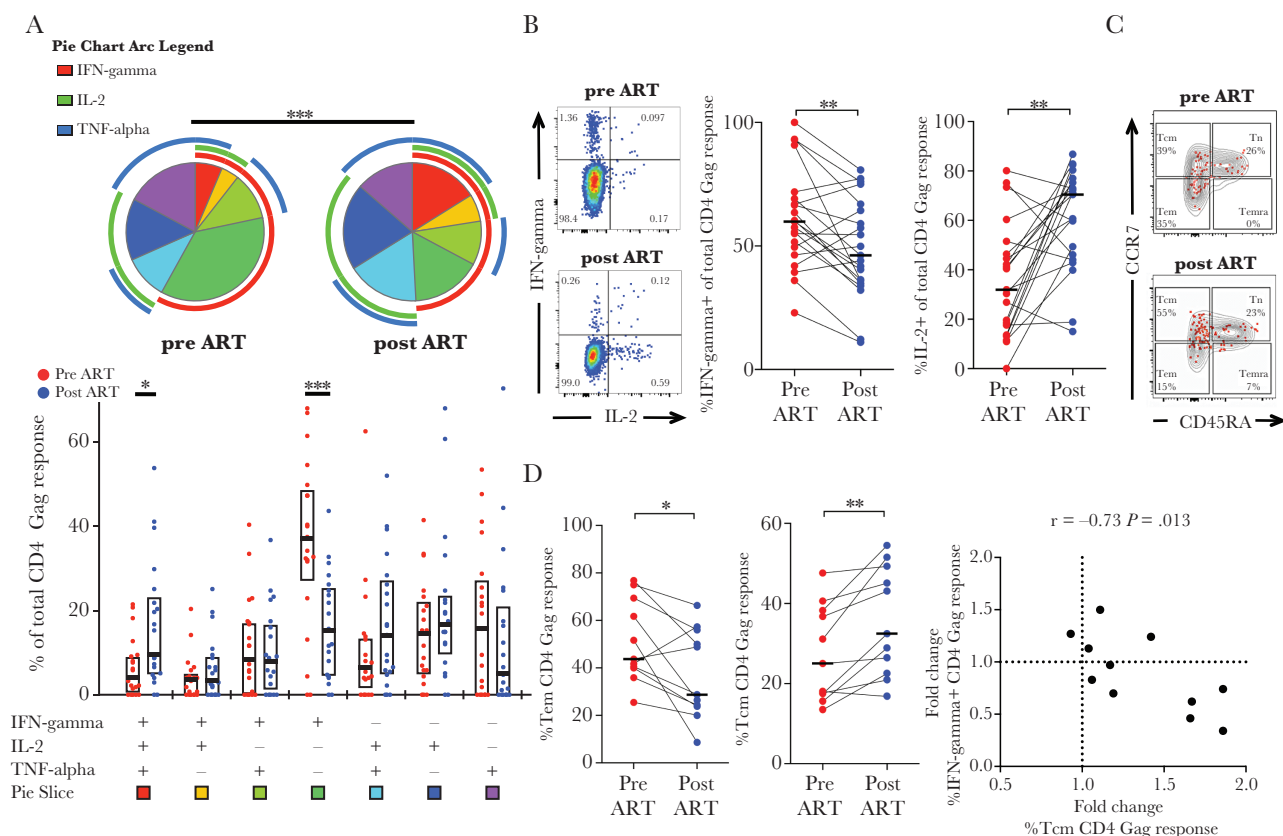 A
Pie Chart Arc Legend
IFN-gamma
IL-2
TNF-alpha
***
pre ART
post ART
Pre ART
Post ART
*
***
% of total CD4 Gag response
60
40
20
0
IFN-gamma + + + + – – –
IL-2 + + – – + + –
TNF-alpha + – + – + – +
Pie Slice
B
pre ART
1.36
0.097
98.4
0.17
post ART
0.26
0.12
99.0
0.59
IFN-gamma
IL-2
**
%IFN-gamma+ of total CD4 Gag response
100
50
0
Pre ART
Post ART
**
%IL-2+ of total CD4 Gag response
100
80
60
40
20
0
Pre ART
Post ART
C
pre ART
Tcm 39%
Tn 26%
Tem 35%
Temra 0%
post ART
Tcm 55%
Tn 23%
Tem 15%
Temra 7%
CCR7
CD45RA
D
*
%Tem CD4 Gag response
100
80
60
40
20
0
Pre ART
Post ART
**
%Tcm CD4 Gag response
60
40
20
0
Pre ART
Post ART
r = –0.73 P = .013
Fold change
%IFN-gamma+ CD4 Gag response
2.0
1.5
1.0
0.5
0.0
0.5 1.0 1.5 2.0
Fold change
%Tcm CD4 Gag response